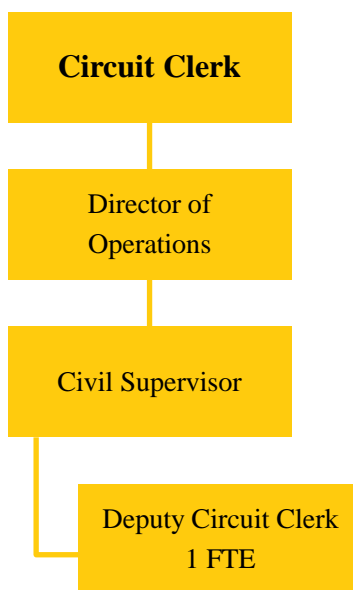 Circuit Clerk
Director of
Operations
Civil Supervisor
Deputy Circuit Clerk
1 FTE